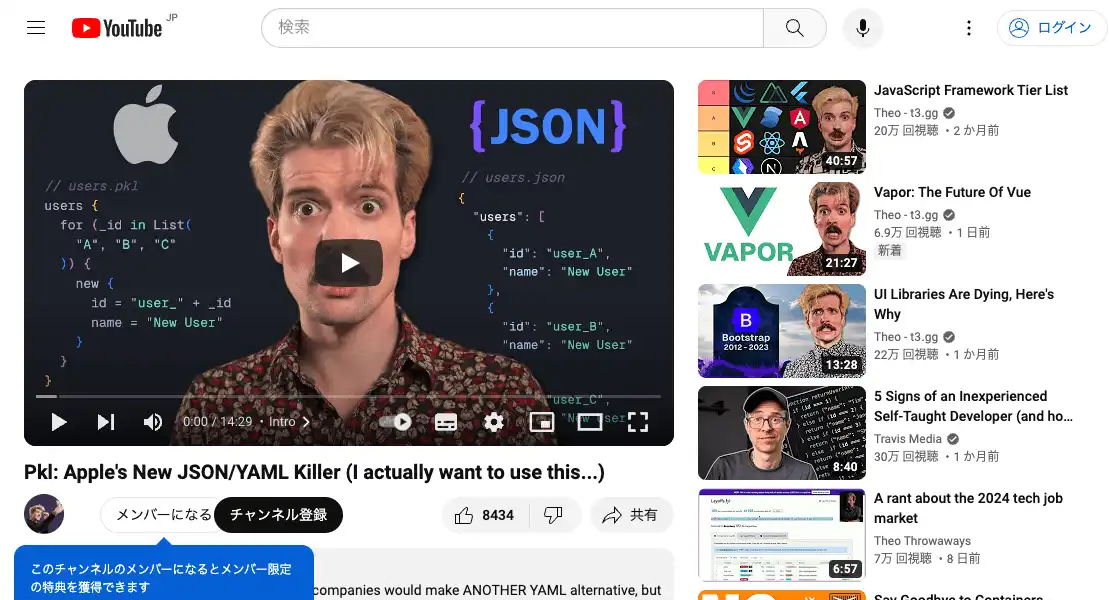 YouTube JP
検索
ログイン
// users.pkl
users {
for (_id in List(
"A", "B", "C"
)) {
new {
id = "user_" + _id
name = "New User"
}
}
}
{JSON}
// users.json
{
"users": [
{
"id": "user_A",
"name": "New User"
},
{
"id": "user_B",
"name": "New User"
"user_C",
"New User"
0:00 / 14:29 • Intro
Pkl: Apple's New JSON/YAML Killer (I actually want to use this...)
メンバーになる
チャンネル登録
8434
共有
このチャンネルのメンバーになるとメンバー限定
の特典を獲得できます
companies would make ANOTHER YAML alternative, but
40:57
JavaScript Framework Tier List
Theo - t3.gg
20万 回視聴 • 2 か月前
VAPOR
21:27
Vapor: The Future Of Vue
Theo - t3.gg
6.9万 回視聴 • 1 日前
新着
B
Bootstrap
2012 - 2023
13:28
UI Libraries Are Dying, Here's
Why
Theo - t3.gg
22万 回視聴 • 1 か月前
8:40
5 Signs of an Inexperienced
Self-Taught Developer (and ho...
Travis Media
30万 回視聴 • 1 か月前
6:57
A rant about the 2024 tech job
market
Theo Throwaways
7万 回視聴 • 8 日前
Say Goodbye to Containers